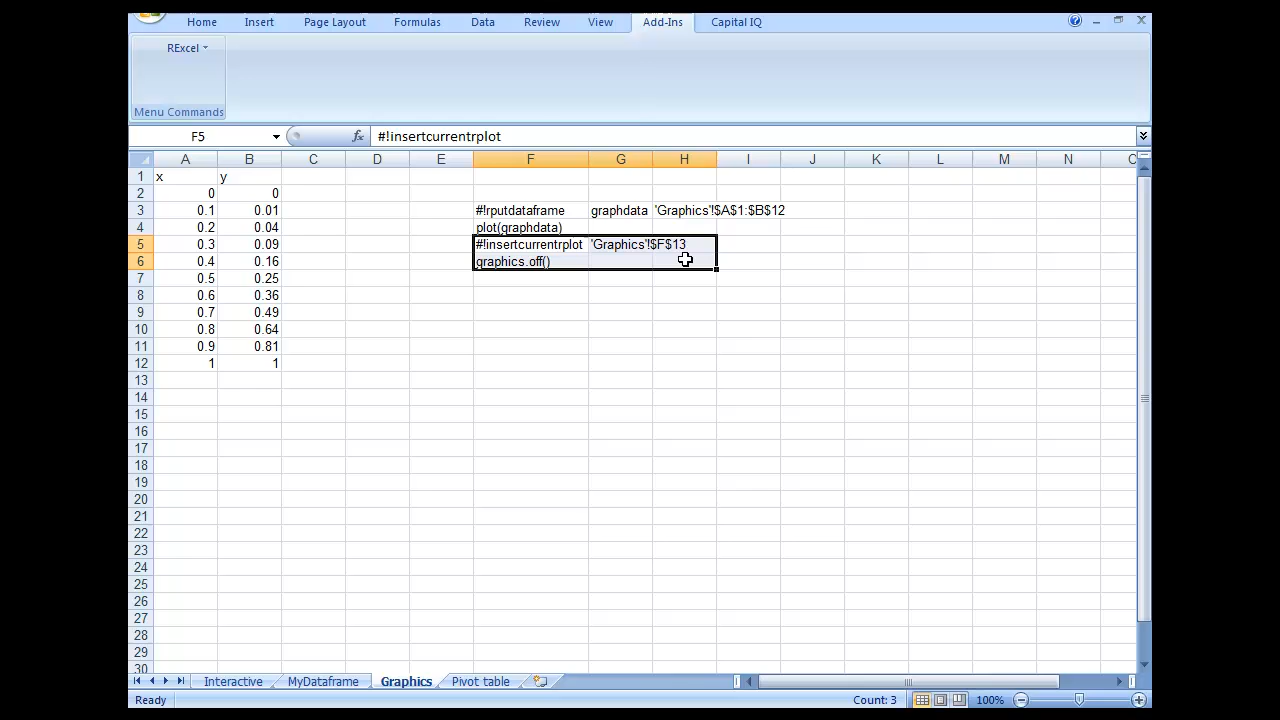 Home Insert Page Layout Formulas Data Review View Add-Ins Capital IQ
RExcel
Menu Commands
F5 fx #!insertcurrentrplot
A B C D E F G H I J K L M N
1 x y
2 0 0
3 0.1 0.01 #!rputdataframe graphdata 'Graphics'!$A$1:$B$12
4 0.2 0.04 plot(graphdata)
5 0.3 0.09 #!insertcurrentrplot 'Graphics'!$F$13
6 0.4 0.16 graphics.off()
7 0.5 0.25
8 0.6 0.36
9 0.7 0.49
10 0.8 0.64
11 0.9 0.81
12 1 1
13
14
15
16
17
18
19
20
21
22
23
24
25
26
27
28
29
30
Interactive MyDataframe Graphics Pivot table
Ready Count: 3 100%